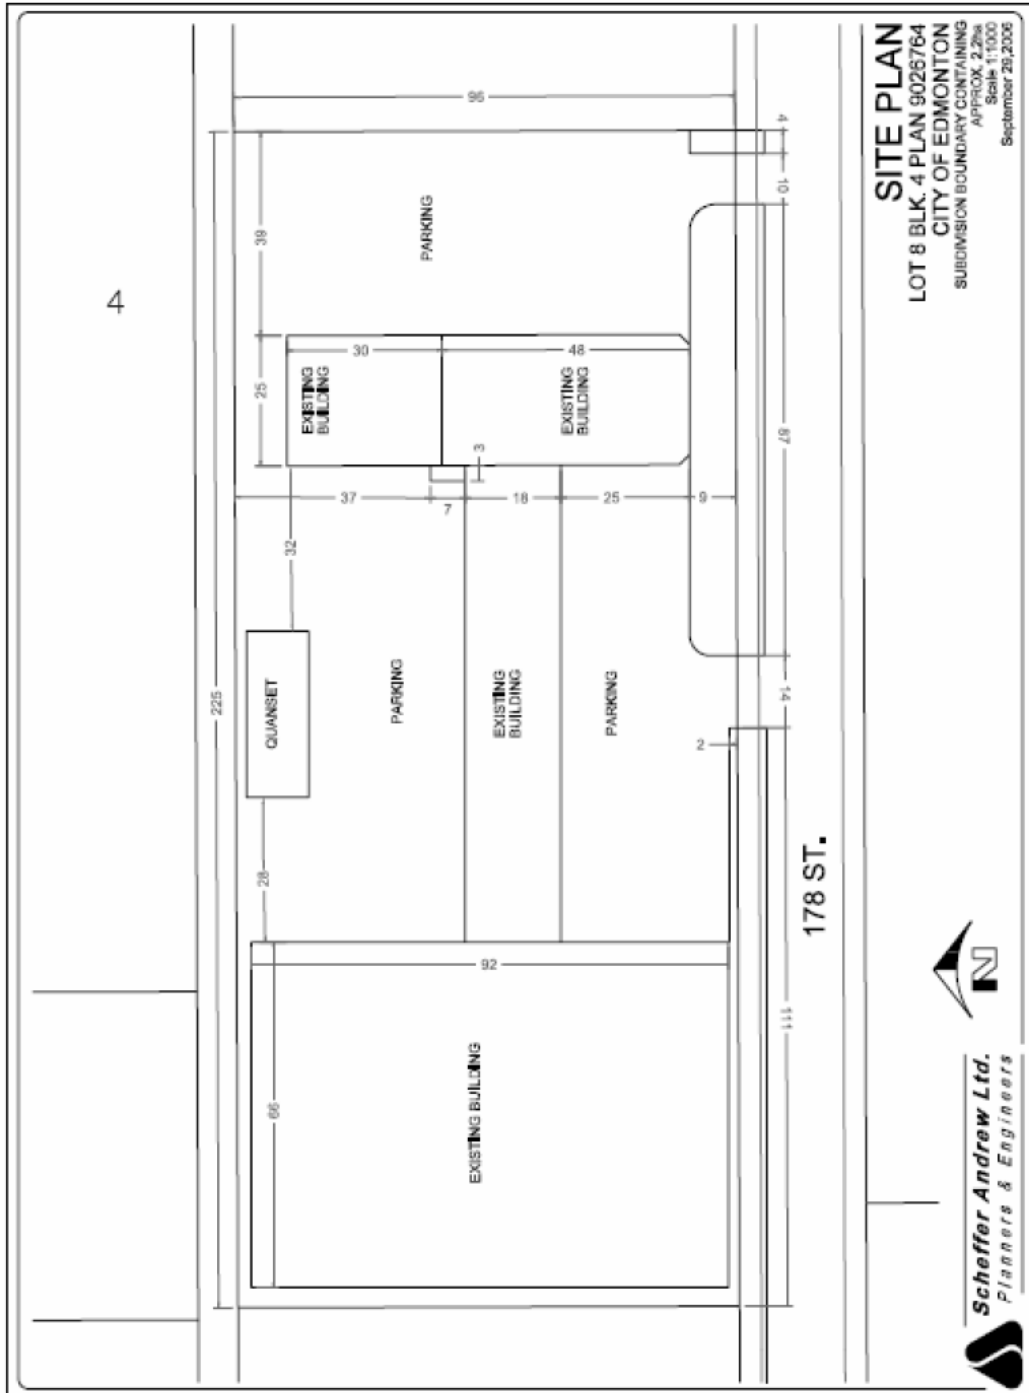 4
225
39
25
66
28
QUANSET
32
EXISTING
BUILDING
30
37
PARKING
PARKING
7
3
96
EXISTING BUILDING
92
EXISTING
BUILDING
18
EXISTING
BUILDING
48
PARKING
25
9
2
111
14
87
10
4
178 ST.
SITE PLAN
LOT 8 BLK. 4 PLAN 9026764
CITY OF EDMONTON
SUBDIVISION BOUNDARY CONTAINING
APPROX. 2.2ha
Scale 1:1000
September 29,2006
N
Scheffer Andrew Ltd.
Planners & Engineers